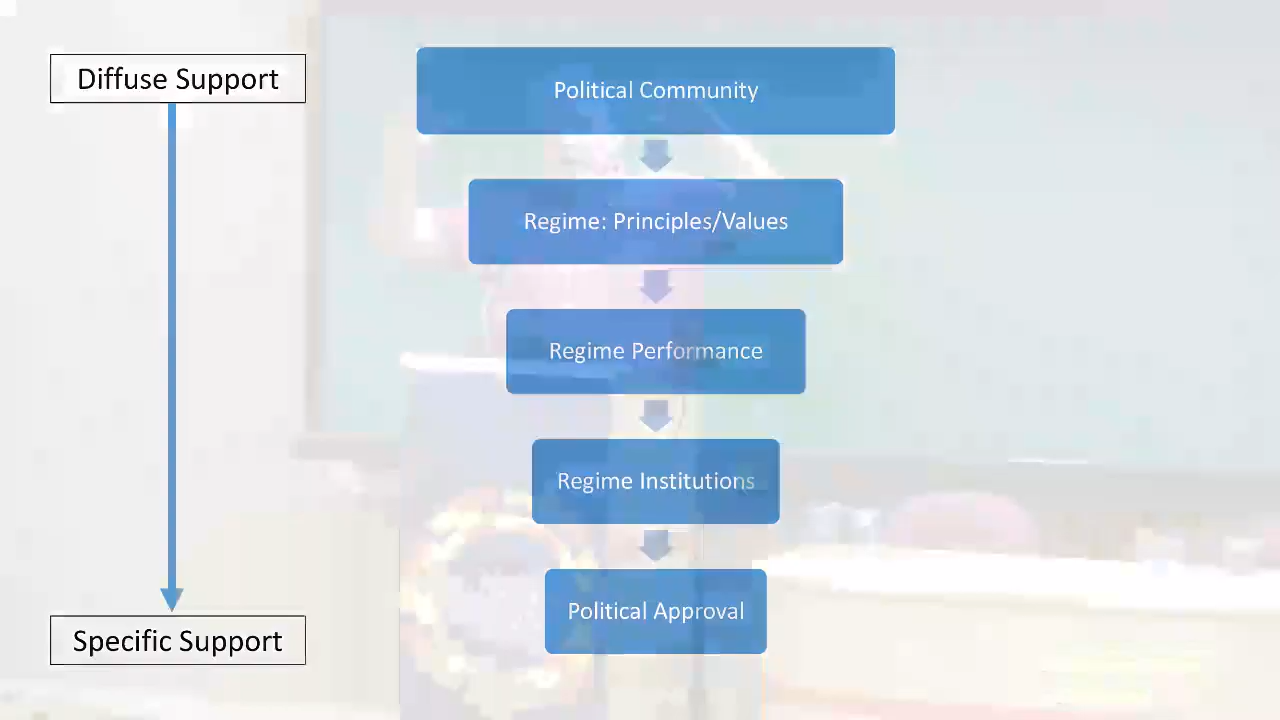 Diffuse Support
Political Community
Regime: Principles/Values
Regime Performance
Regime Institutions
Political Approval
Specific Support